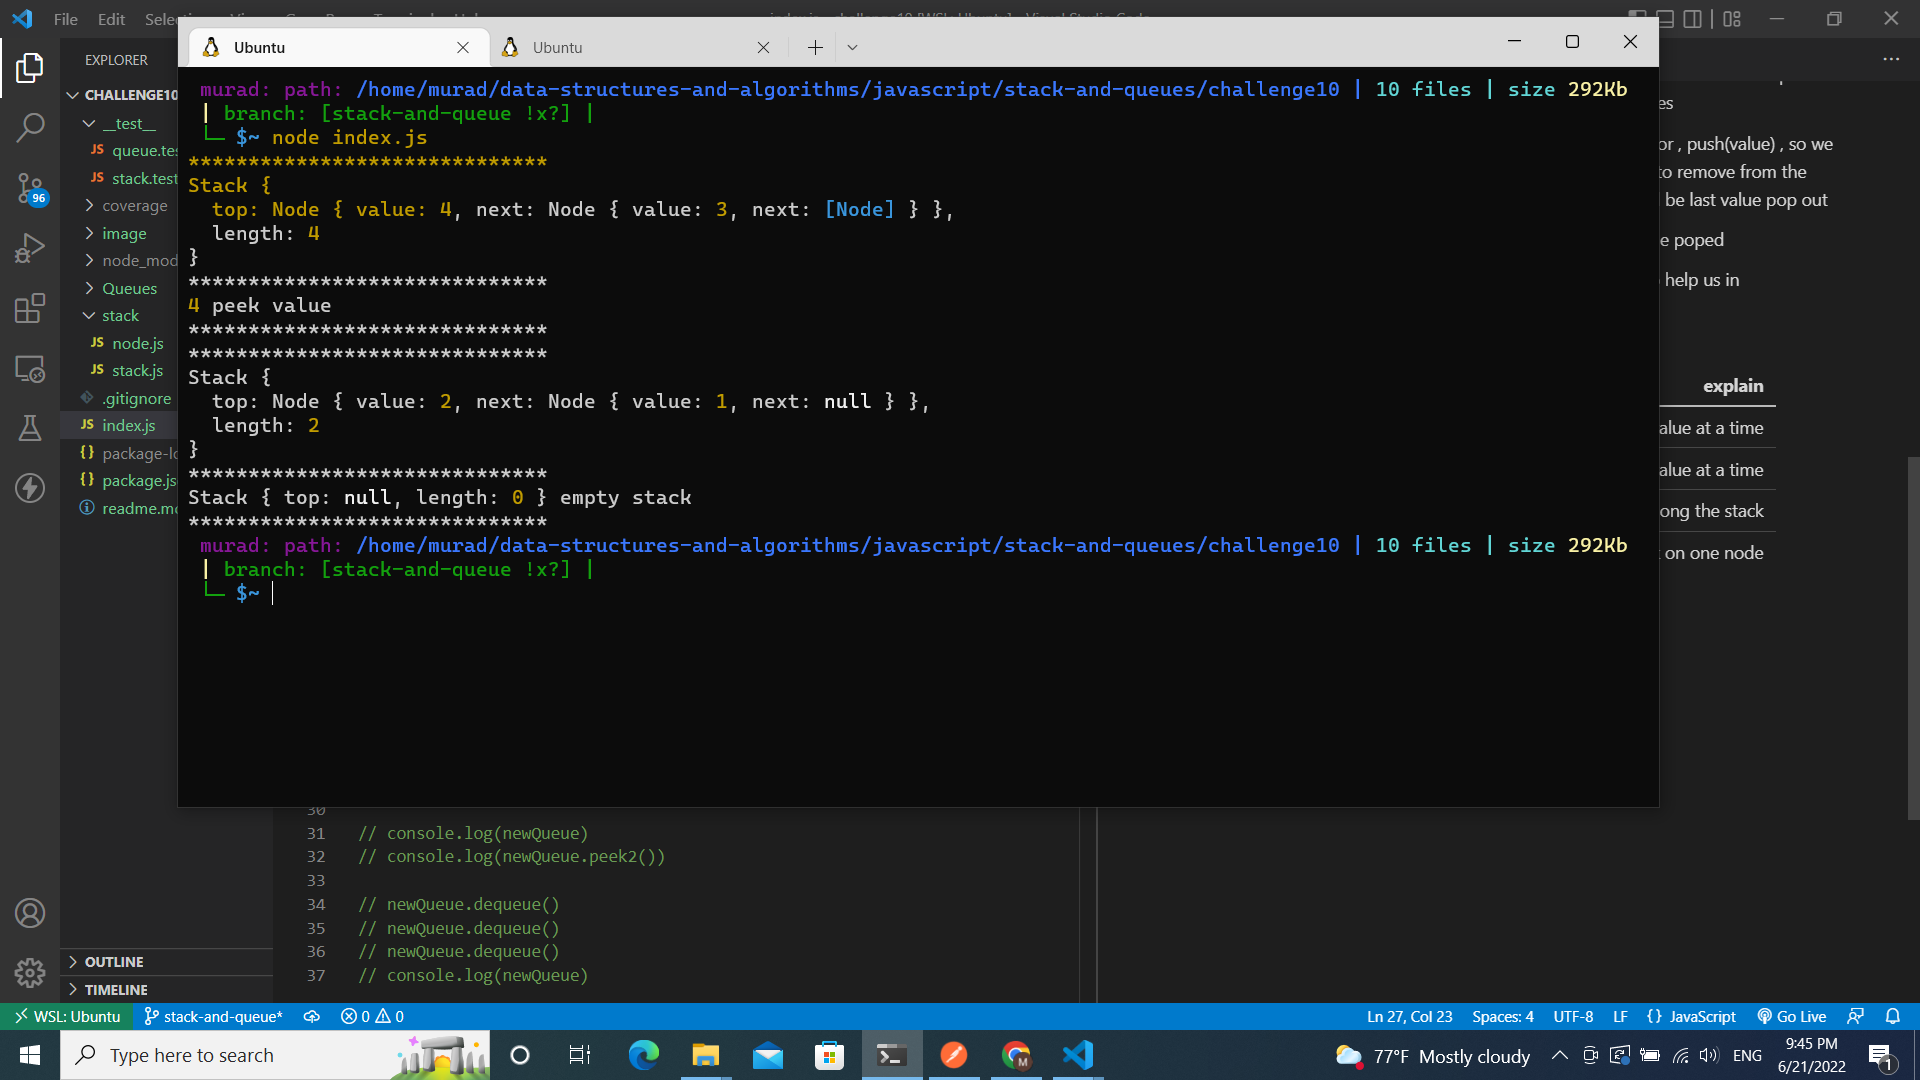 File Edit Selec
EXPLORER
CHALLENGE10
__test__
JS queue.tes
JS stack.test
coverage
image
node_mod
Queues
stack
JS node.js
JS stack.js
.gitignore
JS index.js
{} package-lo
{} package.js
readme.md
96
OUTLINE
TIMELINE
Ubuntu
Ubuntu
murad: path: /home/murad/data-structures-and-algorithms/javascript/stack-and-queues/challenge10 | 10 files | size 292Kb
| branch: [stack-and-queue !x?] |
└─ $~ node index.js
******************************
Stack {
top: Node { value: 4, next: Node { value: 3, next: [Node] } },
length: 4
}
******************************
4 peek value
******************************
******************************
Stack {
top: Node { value: 2, next: Node { value: 1, next: null } },
length: 2
}
******************************
Stack { top: null, length: 0 } empty stack
******************************
murad: path: /home/murad/data-structures-and-algorithms/javascript/stack-and-queues/challenge10 | 10 files | size 292Kb
| branch: [stack-and-queue !x?] |
└─ $~
es
or , push(value) , so we
to remove from the
be last value pop out
e poped
help us in
explain
alue at a time
alue at a time
ong the stack
on one node
30
31 // console.log(newQueue)
32 // console.log(newQueue.peek2())
33
34 // newQueue.dequeue()
35 // newQueue.dequeue()
36 // newQueue.dequeue()
37 // console.log(newQueue)
WSL: Ubuntu stack-and-queue* 0 0 Ln 27, Col 23 Spaces: 4 UTF-8 LF {} JavaScript Go Live
Type here to search 77°F Mostly cloudy ENG 9:45 PM
6/21/2022 1